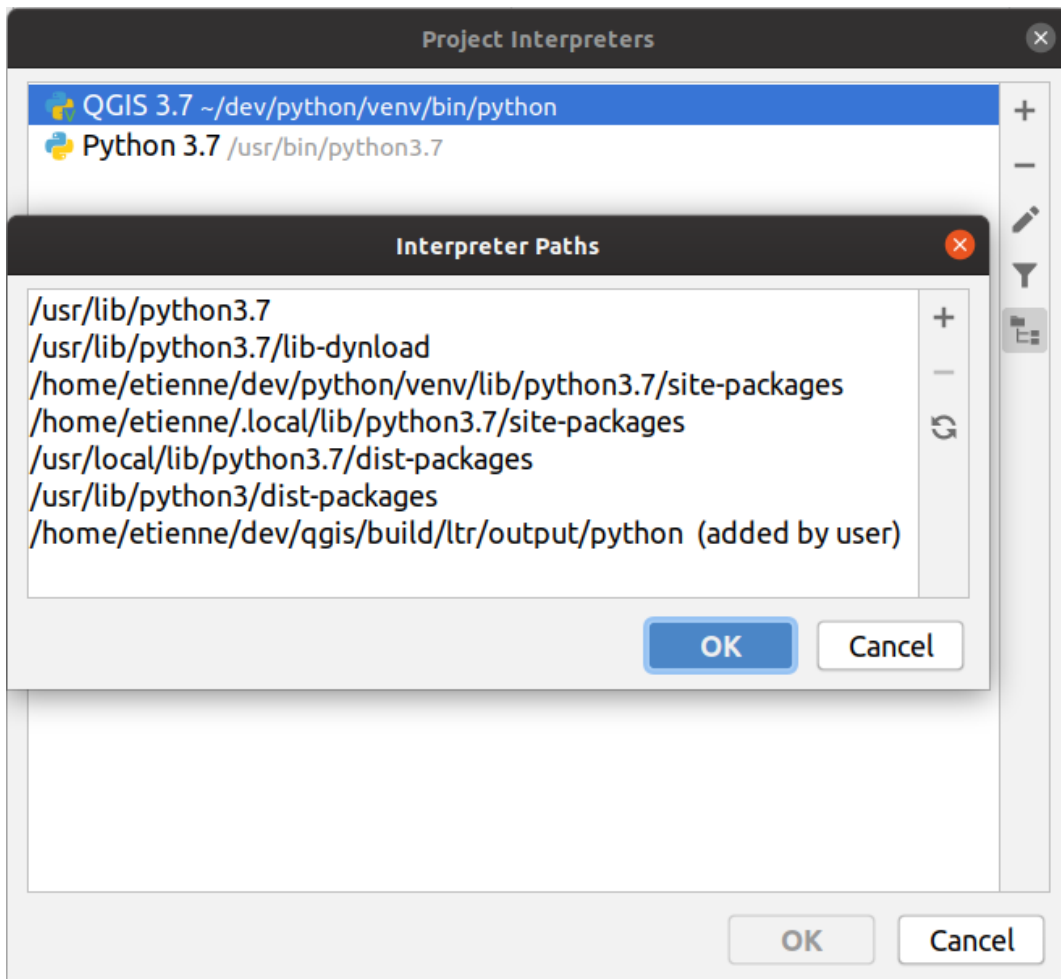 Project Interpreters
QGIS 3.7 ~/dev/python/venv/bin/python
Python 3.7 /usr/bin/python3.7
Interpreter Paths
/usr/lib/python3.7
/usr/lib/python3.7/lib-dynload
/home/etienne/dev/python/venv/lib/python3.7/site-packages
/home/etienne/.local/lib/python3.7/site-packages
/usr/local/lib/python3.7/dist-packages
/usr/lib/python3/dist-packages
/home/etienne/dev/qgis/build/ltr/output/python (added by user)
OK Cancel
OK Cancel